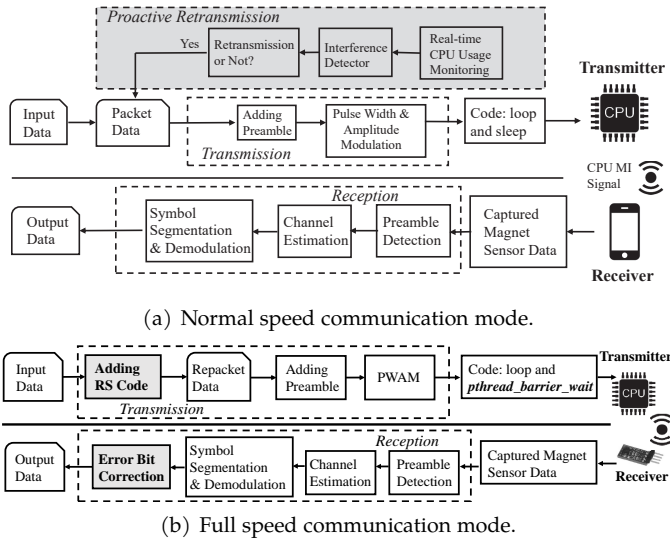 Proactive Retransmission
Yes
Retransmission
or Not?
Interference
Detector
Real-time
CPU Usage
Monitoring
Transmitter
Input
Data
Packet
Data
Adding
Preamble
Pulse Width &
Amplitude
Modulation
Code: loop
and sleep
CPU
Transmission
CPU MI
Signal
Reception
Output
Data
Symbol
Segmentation
& Demodulation
Channel
Estimation
Preamble
Detection
Captured
Magnet
Sensor Data
Receiver
(a) Normal speed communication mode.
Input
Data
Adding
RS Code
Repacket
Data
Adding
Preamble
PWAM
Code: loop and
pthread_barrier_wait
Transmitter
CPU
Transmission
Reception
Output
Data
Error Bit
Correction
Symbol
Segmentation
& Demodulation
Channel
Estimation
Preamble
Detection
Captured Magnet
Sensor Data
Receiver
(b) Full speed communication mode.